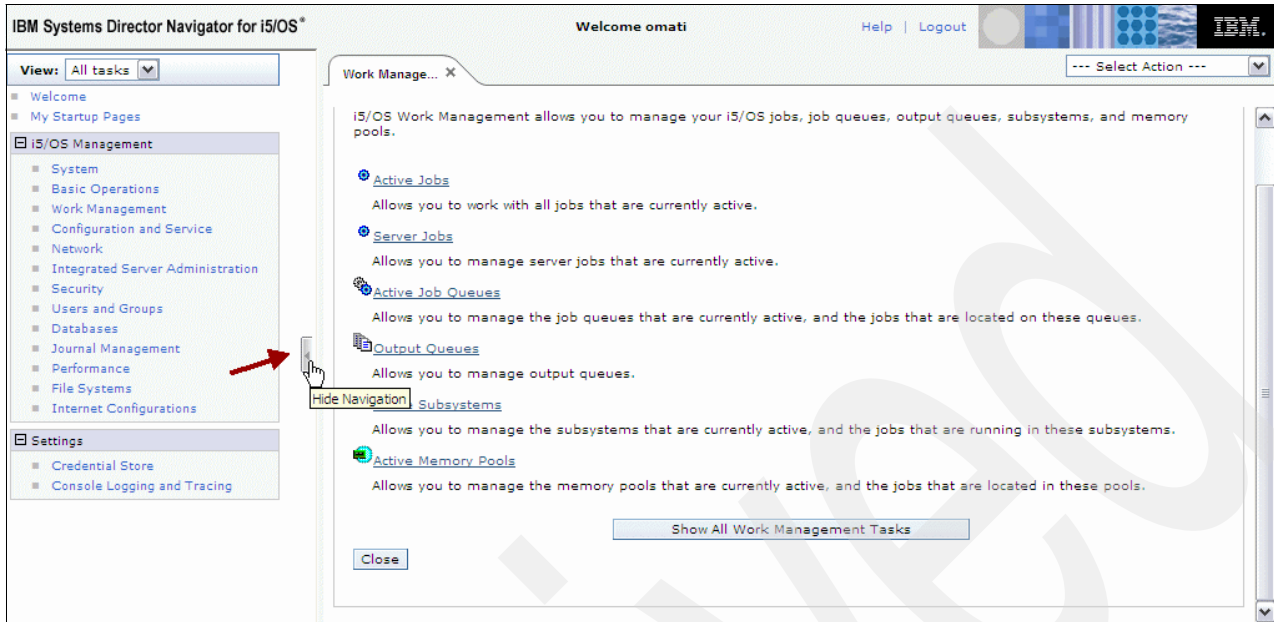 IBM Systems Director Navigator for i5/OS®
Welcome omati
Help | Logout
IBM.
View: All tasks
Work Manage... X
--- Select Action ---
Welcome
My Startup Pages
i5/OS Management
System
Basic Operations
Work Management
Configuration and Service
Network
Integrated Server Administration
Security
Users and Groups
Databases
Journal Management
Performance
File Systems
Internet Configurations
Settings
Credential Store
Console Logging and Tracing
Hide Navigation
i5/OS Work Management allows you to manage your i5/OS jobs, job queues, output queues, subsystems, and memory
pools.
Active Jobs
Allows you to work with all jobs that are currently active.
Server Jobs
Allows you to manage server jobs that are currently active.
Active Job Queues
Allows you to manage the job queues that are currently active, and the jobs that are located on these queues.
Output Queues
Allows you to manage output queues.
Subsystems
Allows you to manage the subsystems that are currently active, and the jobs that are running in these subsystems.
Active Memory Pools
Allows you to manage the memory pools that are currently active, and the jobs that are located in these pools.
Show All Work Management Tasks
Close